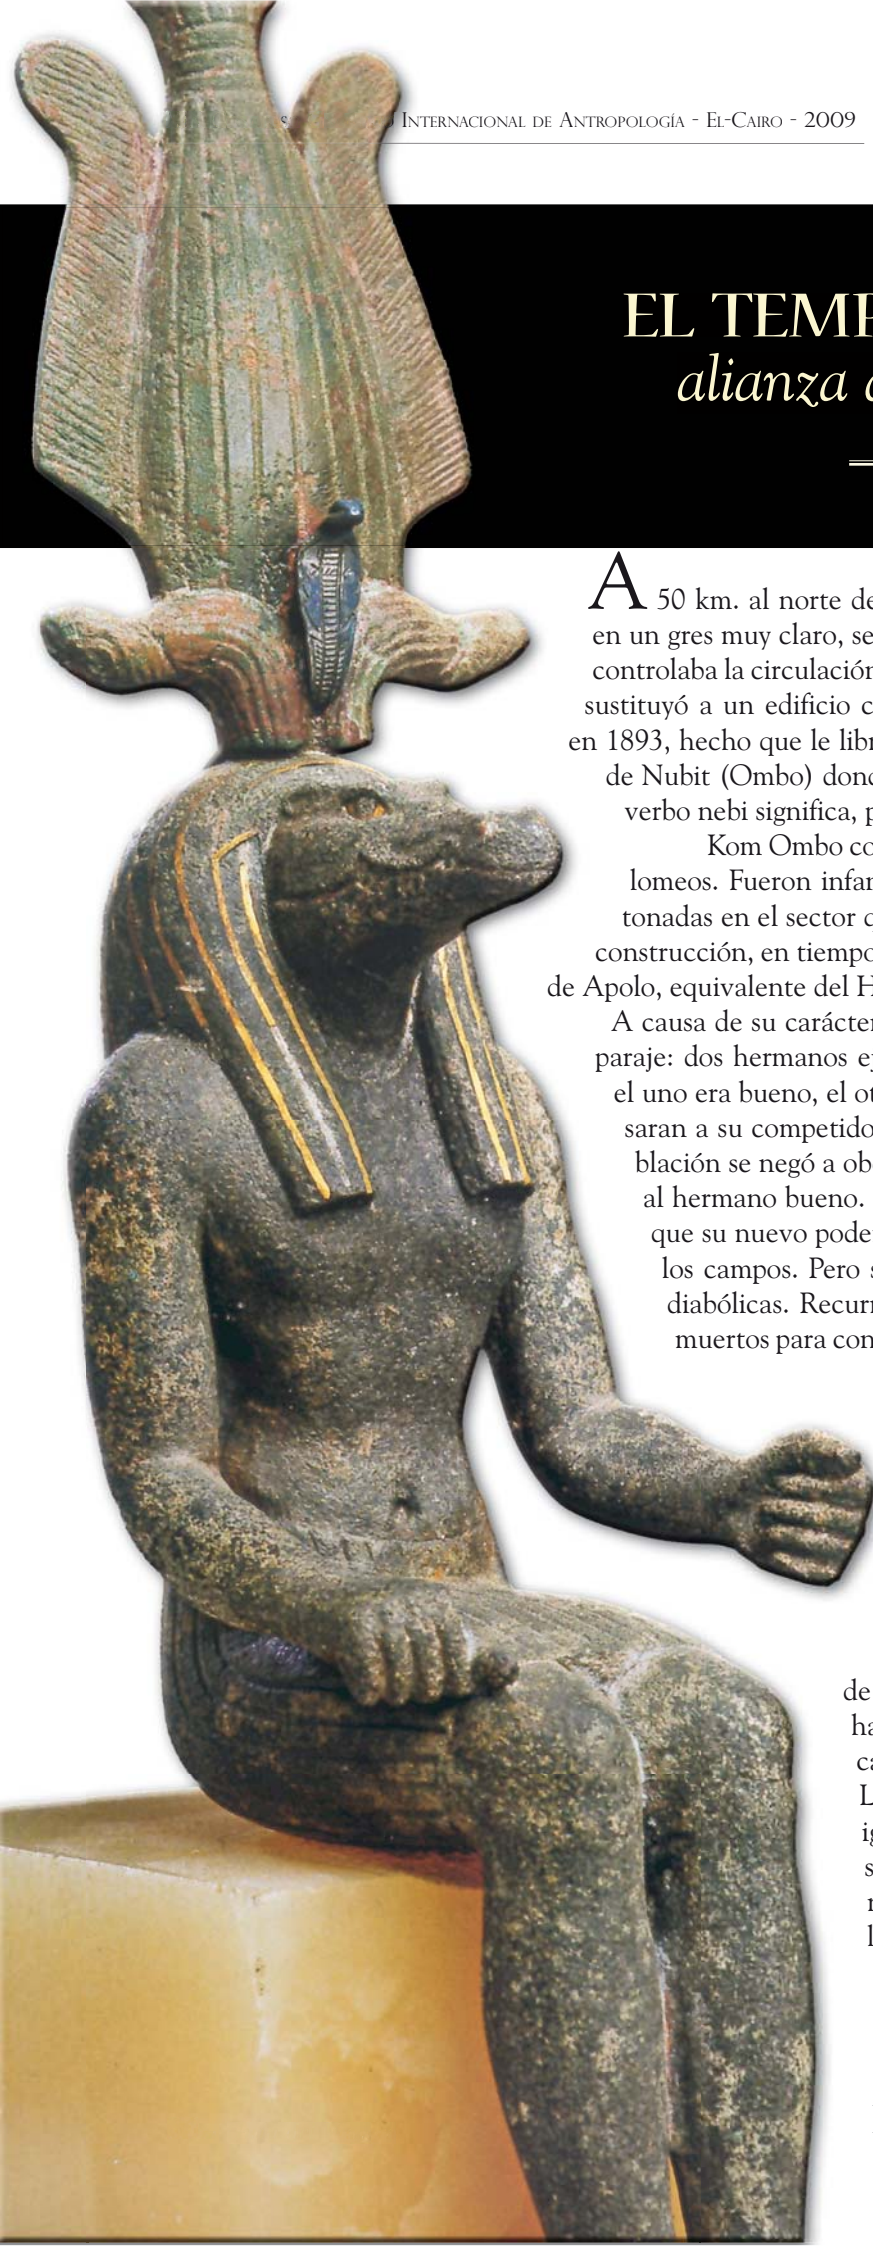 Internacional de Antropología - El-Cairo - 2009
EL TEMP
alianza
A 50 km. al norte de
en un gres muy claro, se
controlaba la circulación
sustituyó a un edificio c
en 1893, hecho que le libr
de Nubit (Ombo) dond
verbo nebi significa, p
Kom Ombo co
lomeos. Fueron infan
tonadas en el sector q
construcción, en tiempo
de Apolo, equivalente del H
A causa de su carácter
paraje: dos hermanos ej
el uno era bueno, el ot
saran a su competido
blación se negó a obe
al hermano bueno.
que su nuevo pode
los campos. Pero s
diabólicas. Recurr
muertos para con
de
ha
ca
L
ig
s
l